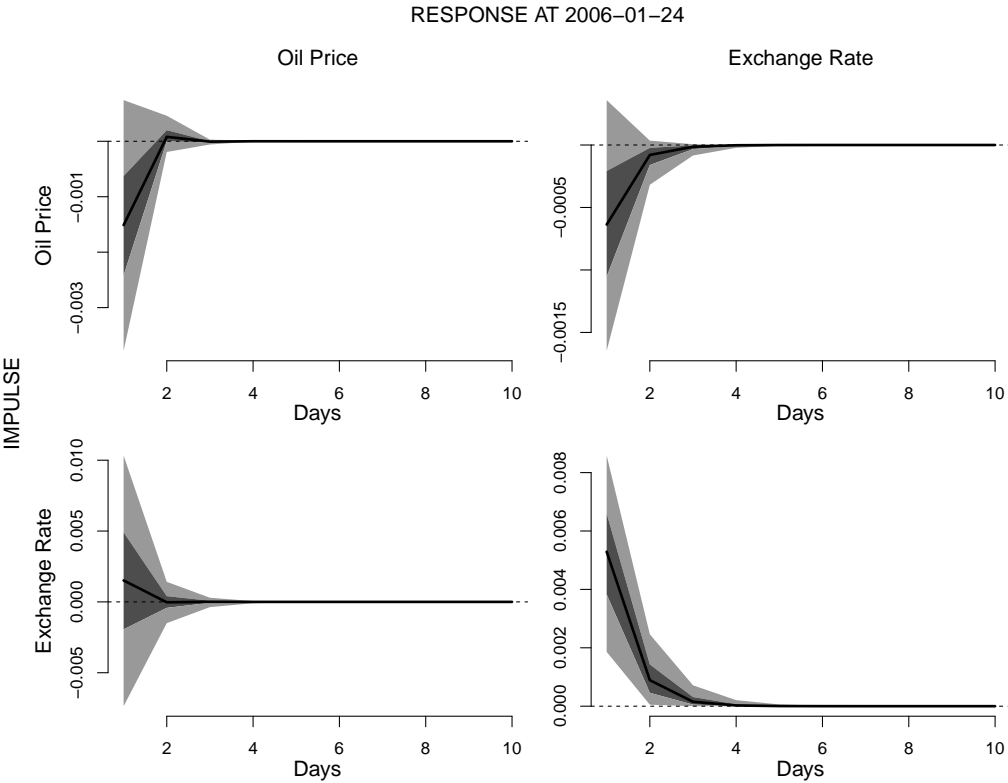 RESPONSE AT 2006−01−24
Oil Price
Exchange Rate
IMPULSE
Oil Price
−0.001
−0.003
2 4 6 8 10
Days
−0.0005
−0.0015
2 4 6 8 10
Days
Exchange Rate
0.010
0.005
0.000
−0.005
2 4 6 8 10
Days
0.008
0.006
0.004
0.002
0.000
2 4 6 8 10
Days